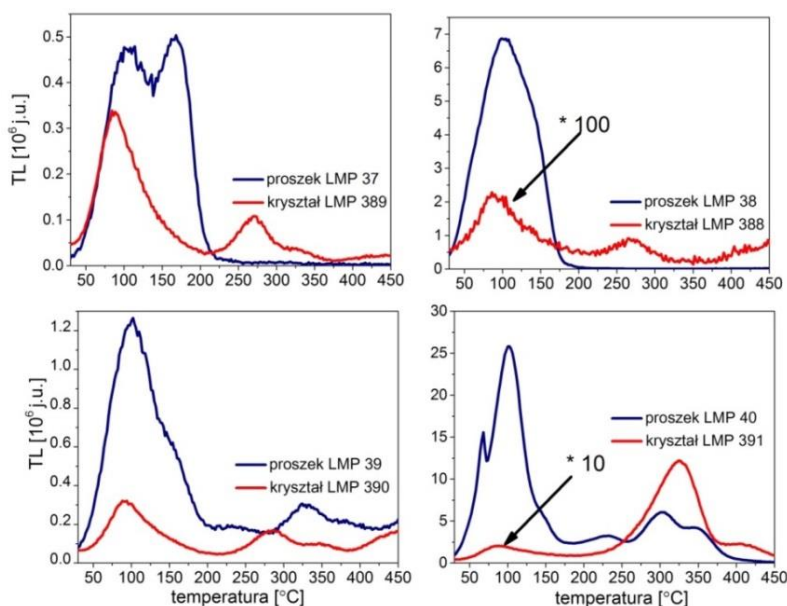 TL [10⁶ j.u.]
0.5
0.4
0.3
0.2
0.1
0.0
proszek LMP 37
kryształ LMP 389
50 100 150 200 250 300 350 400 450
7
6
5
4
3
2
1
0
* 100
proszek LMP 38
kryształ LMP 388
50 100 150 200 250 300 350 400 450
TL [10⁶ j.u.]
1.2
1.0
0.8
0.6
0.4
0.2
0.0
proszek LMP 39
kryształ LMP 390
50 100 150 200 250 300 350 400 450
temperatura [°C]
30
25
20
15
10
5
0
proszek LMP 40
kryształ LMP 391
* 10
50 100 150 200 250 300 350 400 450
temperatura [°C]